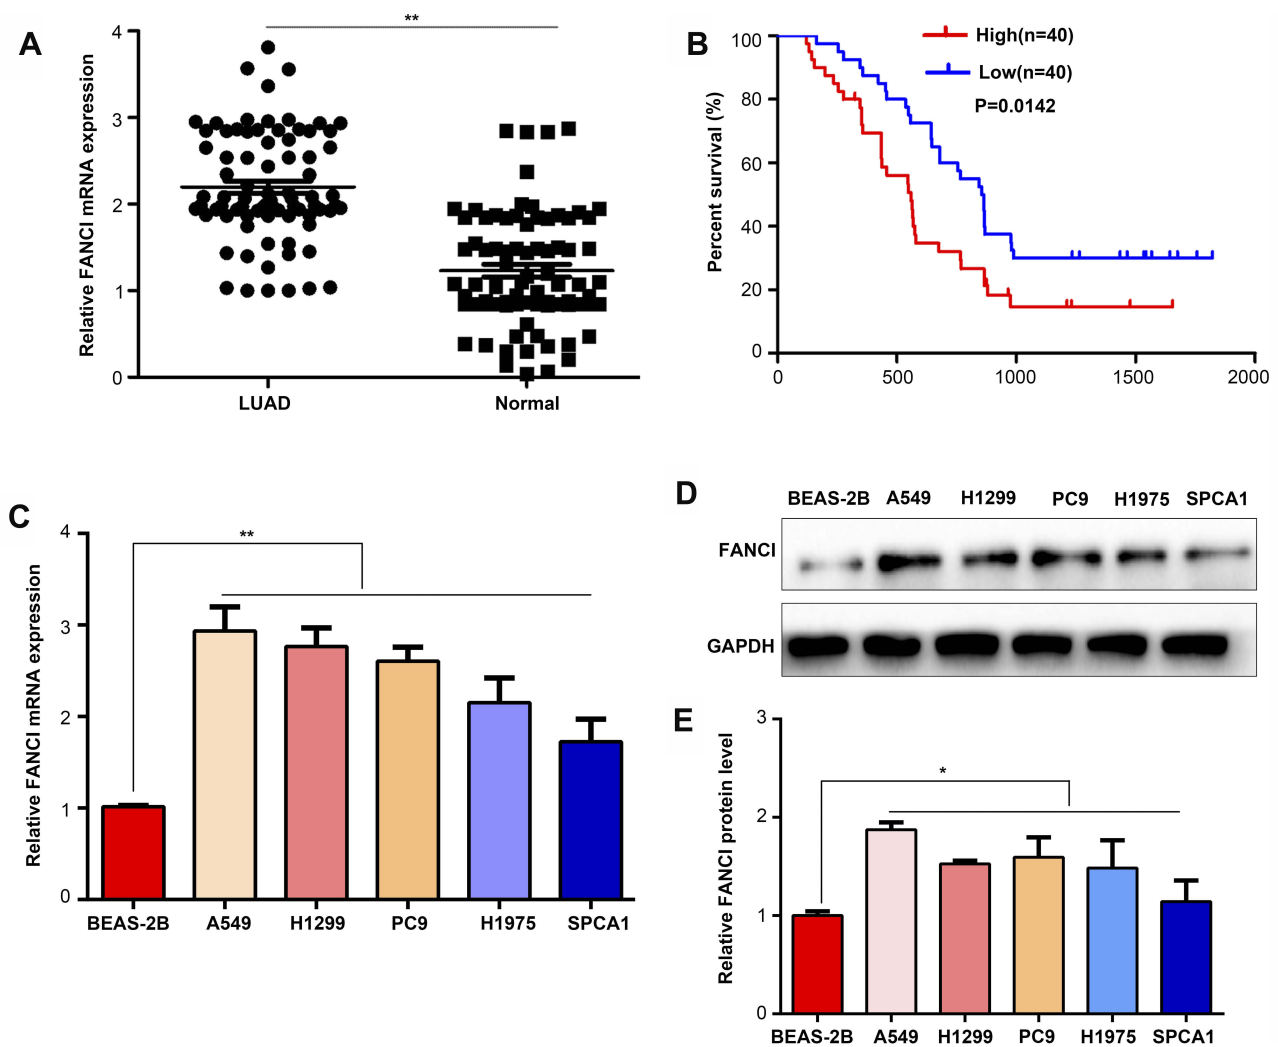 A
**
Relative FANCI mRNA expression
4
3
2
1
0
LUAD
Normal
B
High(n=40)
Low(n=40)
P=0.0142
Percent survival (%)
100
80
60
40
20
0
0 500 1000 1500 2000
C
**
Relative FANCI mRNA expression
4
3
2
1
0
BEAS-2B A549 H1299 PC9 H1975 SPCA1
D
BEAS-2B A549 H1299 PC9 H1975 SPCA1
FANCI
GAPDH
E
*
Relative FANCI protein level
3
2
1
0
BEAS-2B A549 H1299 PC9 H1975 SPCA1